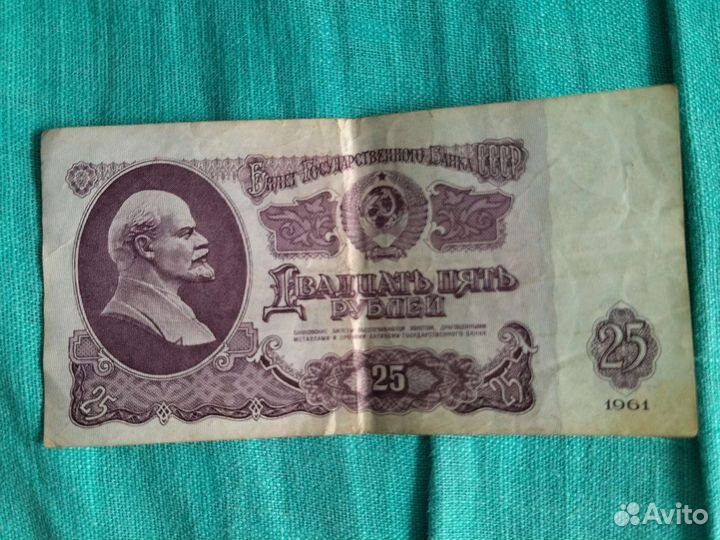 Билет Государственного Банка СССР
Двадцать пять
рублей
БАНКОВСКИЕ БИЛЕТЫ ОБЕСПЕЧИВАЮТСЯ ЗОЛОТОМ, ДРАГОЦЕННЫМИ
МЕТАЛЛАМИ И ПРОЧИМИ АКТИВАМИ ГОСУДАРСТВЕННОГО БАНКА
25
25
25
25
1961
Avito